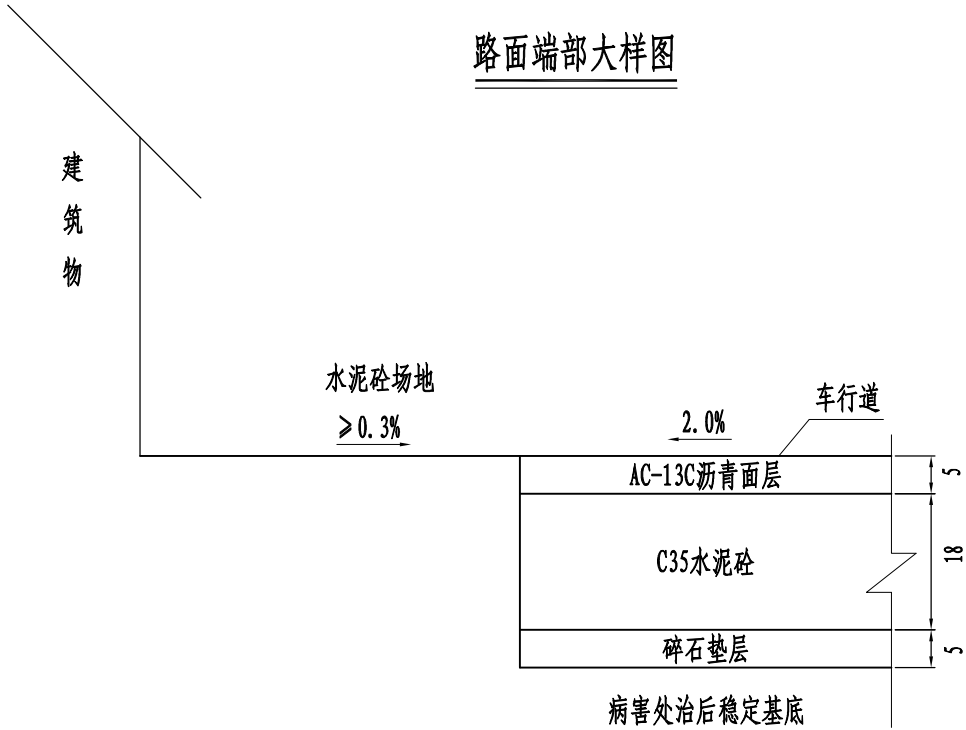 路面端部大样图
建筑物
水泥砼场地
≥0.3%
2.0%
车行道
AC-13C沥青面层
5
C35水泥砼
18
碎石垫层
5
病害处治后稳定基底